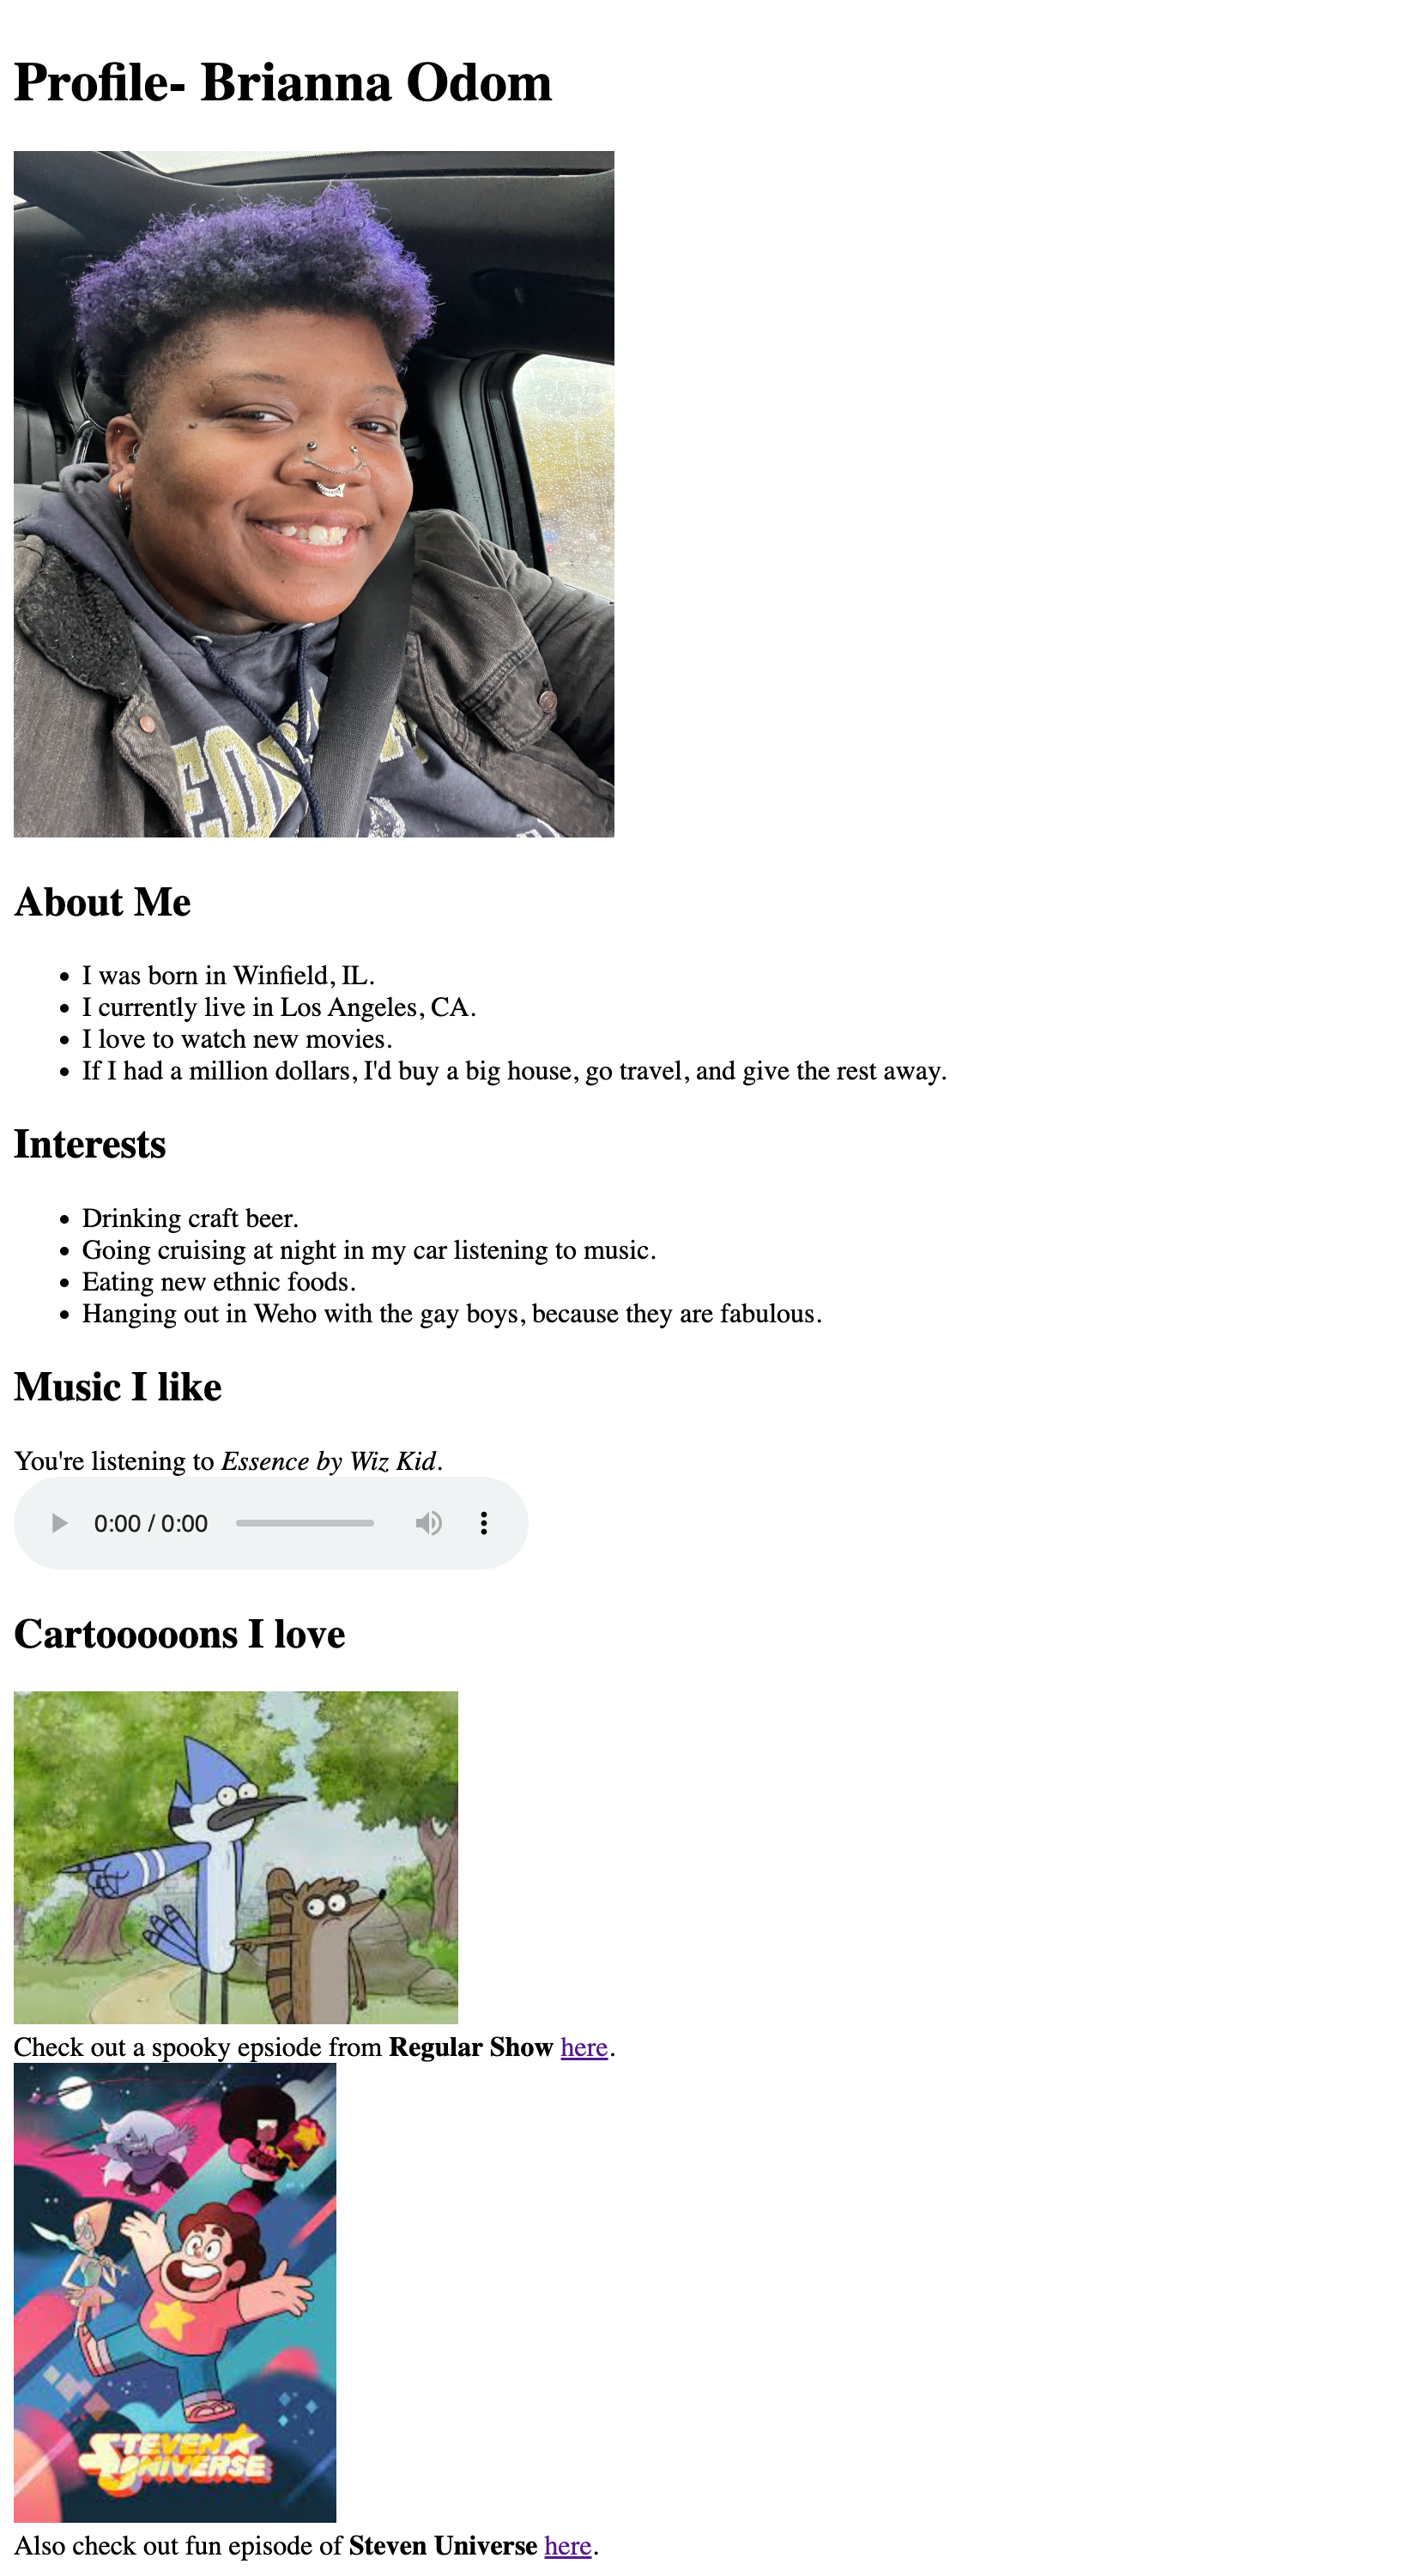 Profile- Brianna Odom
About Me
I was born in Winfield, IL.
I currently live in Los Angeles, CA.
I love to watch new movies.
If I had a million dollars, I'd buy a big house, go travel, and give the rest away.
Interests
Drinking craft beer.
Going cruising at night in my car listening to music.
Eating new ethnic foods.
Hanging out in Weho with the gay boys, because they are fabulous.
Music I like
You're listening to Essence by Wiz Kid.
0:00 / 0:00
Cartooooons I love
Check out a spooky epsiode from Regular Show here.
STEVEN
UNIVERSE
Also check out fun episode of Steven Universe here.